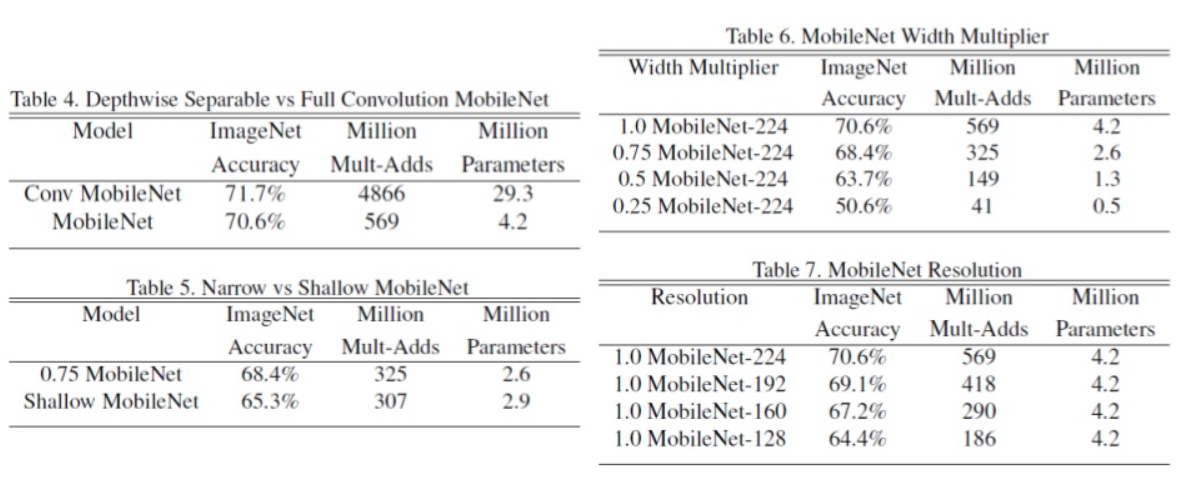 Table 4. Depthwise Separable vs Full Convolution MobileNet
Model ImageNet Million Million
Accuracy Mult-Adds Parameters
Conv MobileNet 71.7% 4866 29.3
MobileNet 70.6% 569 4.2
Table 5. Narrow vs Shallow MobileNet
Model ImageNet Million Million
Accuracy Mult-Adds Parameters
0.75 MobileNet 68.4% 325 2.6
Shallow MobileNet 65.3% 307 2.9
Table 6. MobileNet Width Multiplier
Width Multiplier ImageNet Million Million
Accuracy Mult-Adds Parameters
1.0 MobileNet-224 70.6% 569 4.2
0.75 MobileNet-224 68.4% 325 2.6
0.5 MobileNet-224 63.7% 149 1.3
0.25 MobileNet-224 50.6% 41 0.5
Table 7. MobileNet Resolution
Resolution ImageNet Million Million
Accuracy Mult-Adds Parameters
1.0 MobileNet-224 70.6% 569 4.2
1.0 MobileNet-192 69.1% 418 4.2
1.0 MobileNet-160 67.2% 290 4.2
1.0 MobileNet-128 64.4% 186 4.2